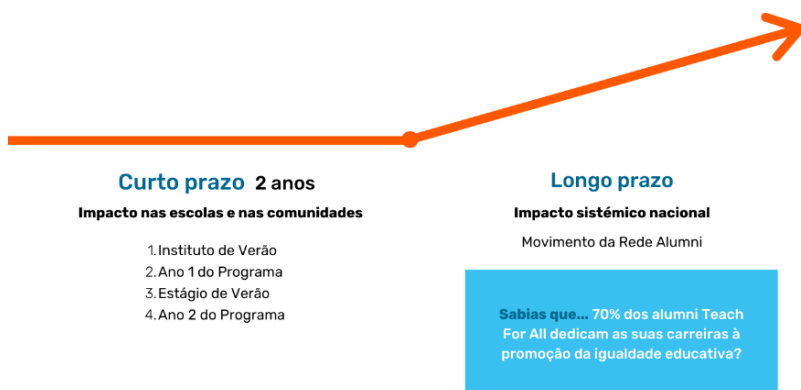 Curto prazo 2 anos
Impacto nas escolas e nas comunidades
1. Instituto de Verão
2. Ano 1 do Programa
3. Estágio de Verão
4. Ano 2 do Programa
Longo prazo
Impacto sistémico nacional
Movimento da Rede Alumni
Sabias que... 70% dos alumni Teach
For All dedicam as suas carreiras à
promoção da igualdade educativa?